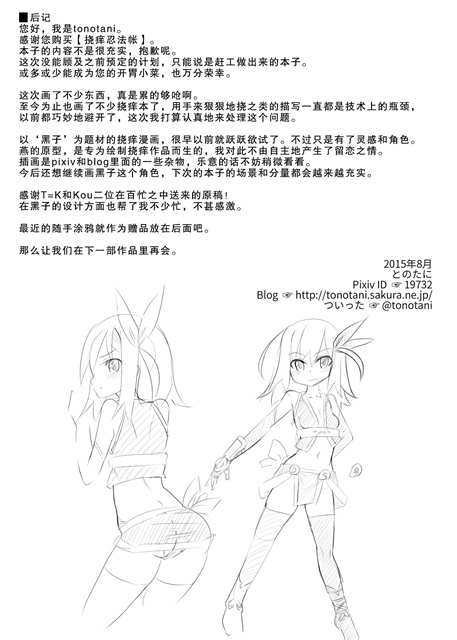 ■后记
您好，我是tonotani。
感谢您购买【挠痒忍法帐】。
本子的内容不是很充实，抱歉呢。
这次没能顾及之前预定的计划，只能说是赶工做出来的本子。
或多或少能成为您的开胃小菜，也万分荣幸。
这次画了不少东西，真是累的够呛啊。
至今为止也画了不少挠痒本了，用手来狠狠地挠之类的描写一直都是技术上的瓶颈，
以前都巧妙地避开了，这次我打算认真地来处理这个问题。
以‘黑子’为题材的挠痒漫画，很早以前就跃跃欲试了。不过只是有了灵感和角色。
燕的原型，是专为绘制挠痒作品而生的，我对此不由自主地产生了留恋之情。
插画是pixiv和blog里面的一些杂物，乐意的话不妨稍微看看。
今后还想继续画黑子这个角色，下次的本子的场景和分量都会越来越充实。
感谢T=K和Kou二位在百忙之中送来的原稿！
在黑子的设计方面也帮了我不少忙，不甚感激。
最近的随手涂鸦就作为赠品放在后面吧。
那么让我们在下一部作品里再会。
2015年8月
とのたに
Pixiv ID ☞ 19732
Blog ☞ http://tonotani.sakura.ne.jp/
ついった ☞ @tonotani